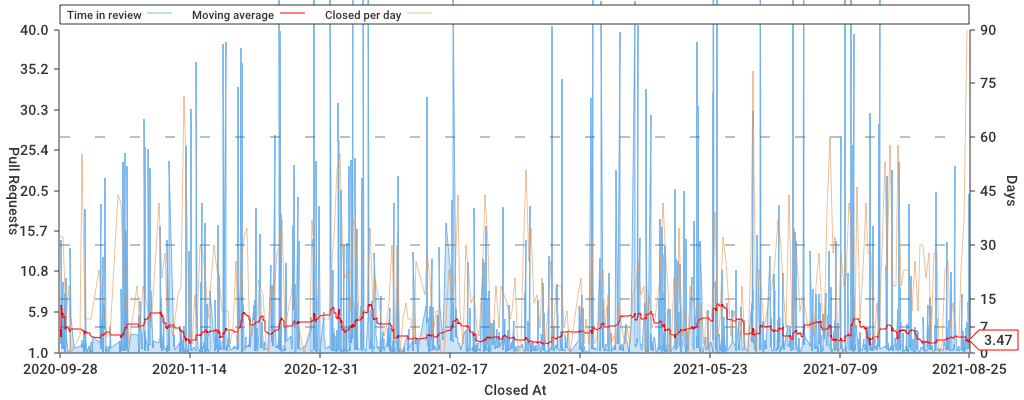 Time in review Moving average Closed per day
40.0 90
35.2 75
30.3
25.4 60
20.5 45
15.7 30
10.8
5.9 15
7
1.0 0
3.47
Pull Requests
Days
2020-09-28 2020-11-14 2020-12-31 2021-02-17 2021-04-05 2021-05-23 2021-07-09 2021-08-25
Closed At